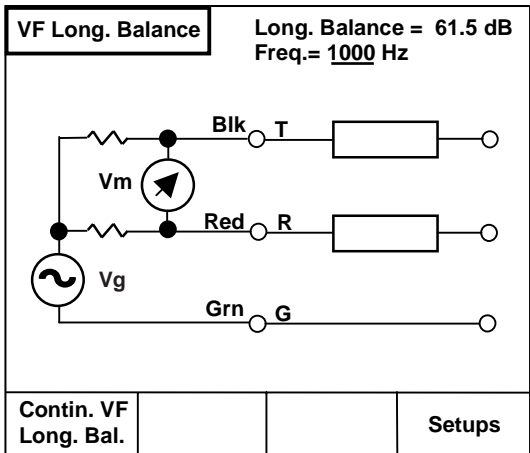 VF Long. Balance
Long. Balance = 61.5 dB
Freq.= 1000 Hz
Blk T
Vm
Red R
Vg
Grn G
Contin. VF
Long. Bal.
Setups